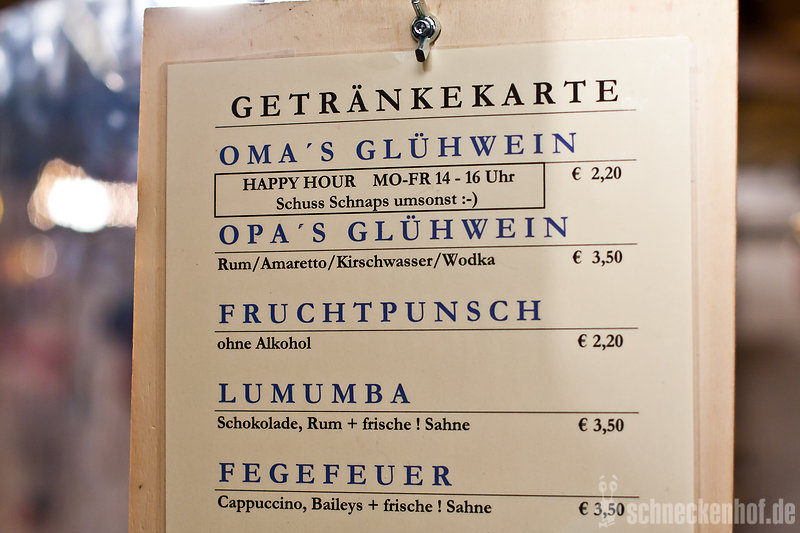 GETRÄNKEKARTE
OMA´S GLÜHWEIN
HAPPY HOUR MO-FR 14 - 16 Uhr € 2,20
Schuss Schnaps umsonst :-)
OPA´S GLÜHWEIN
Rum/Amaretto/Kirschwasser/Wodka € 3,50
FRUCHTPUNSCH
ohne Alkohol € 2,20
LUMUMBA
Schokolade, Rum + frische ! Sahne € 3,50
FEGEFEUER
Cappuccino, Baileys + frische ! Sahne € 3,50
schneckenhof.de